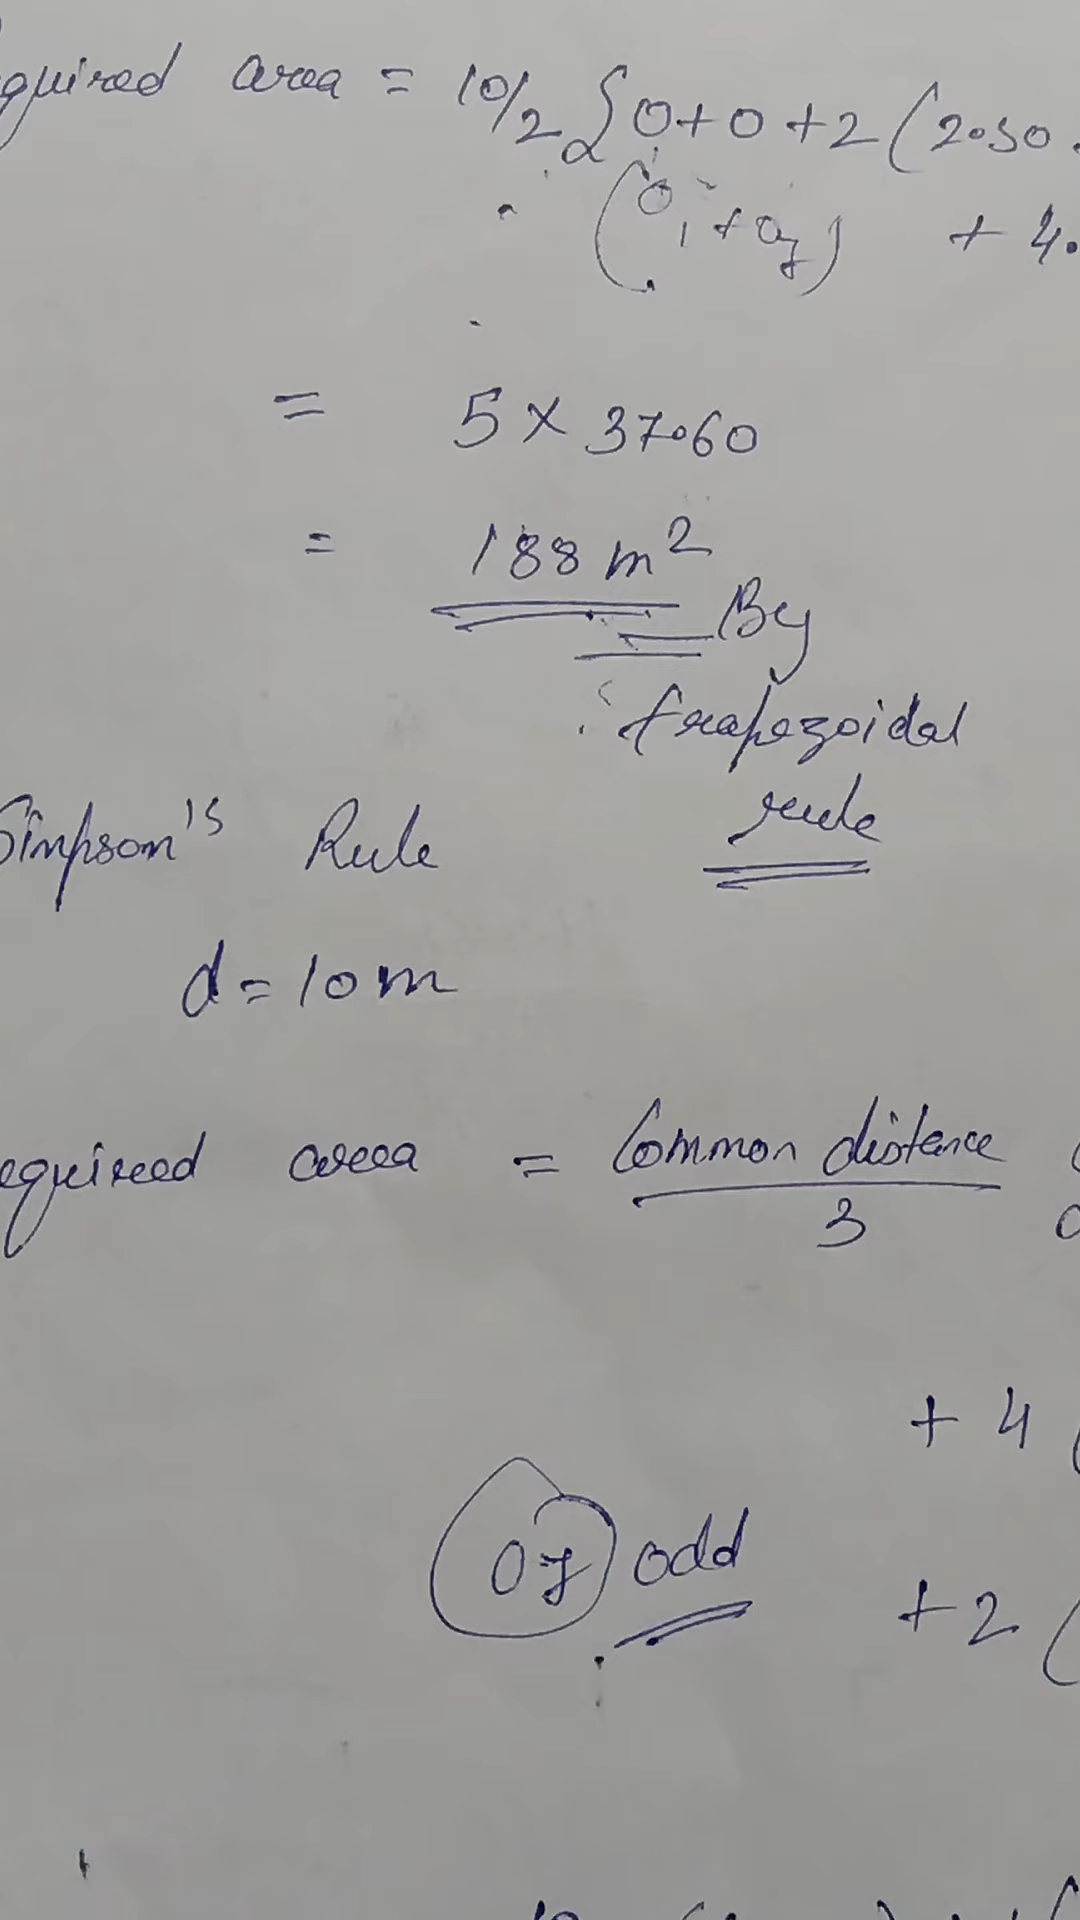 equired area = 10/2 { 0+0 +2 (2.50
(O1 + O7) + 4.
= 5 × 37.60
= 188 m²
By
trapezoidal
rule
Simpson's Rule
d = 10 m
equired area = Common distance
3
+ 4 (
O7 odd
+ 2 (